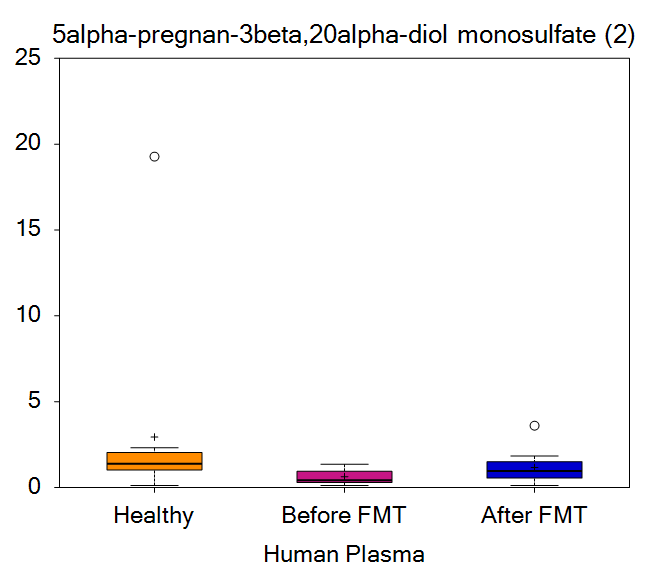 5alpha-pregnan-3beta,20alpha-diol monosulfate (2)
25
20
15
10
5
0
Healthy Before FMT After FMT
Human Plasma